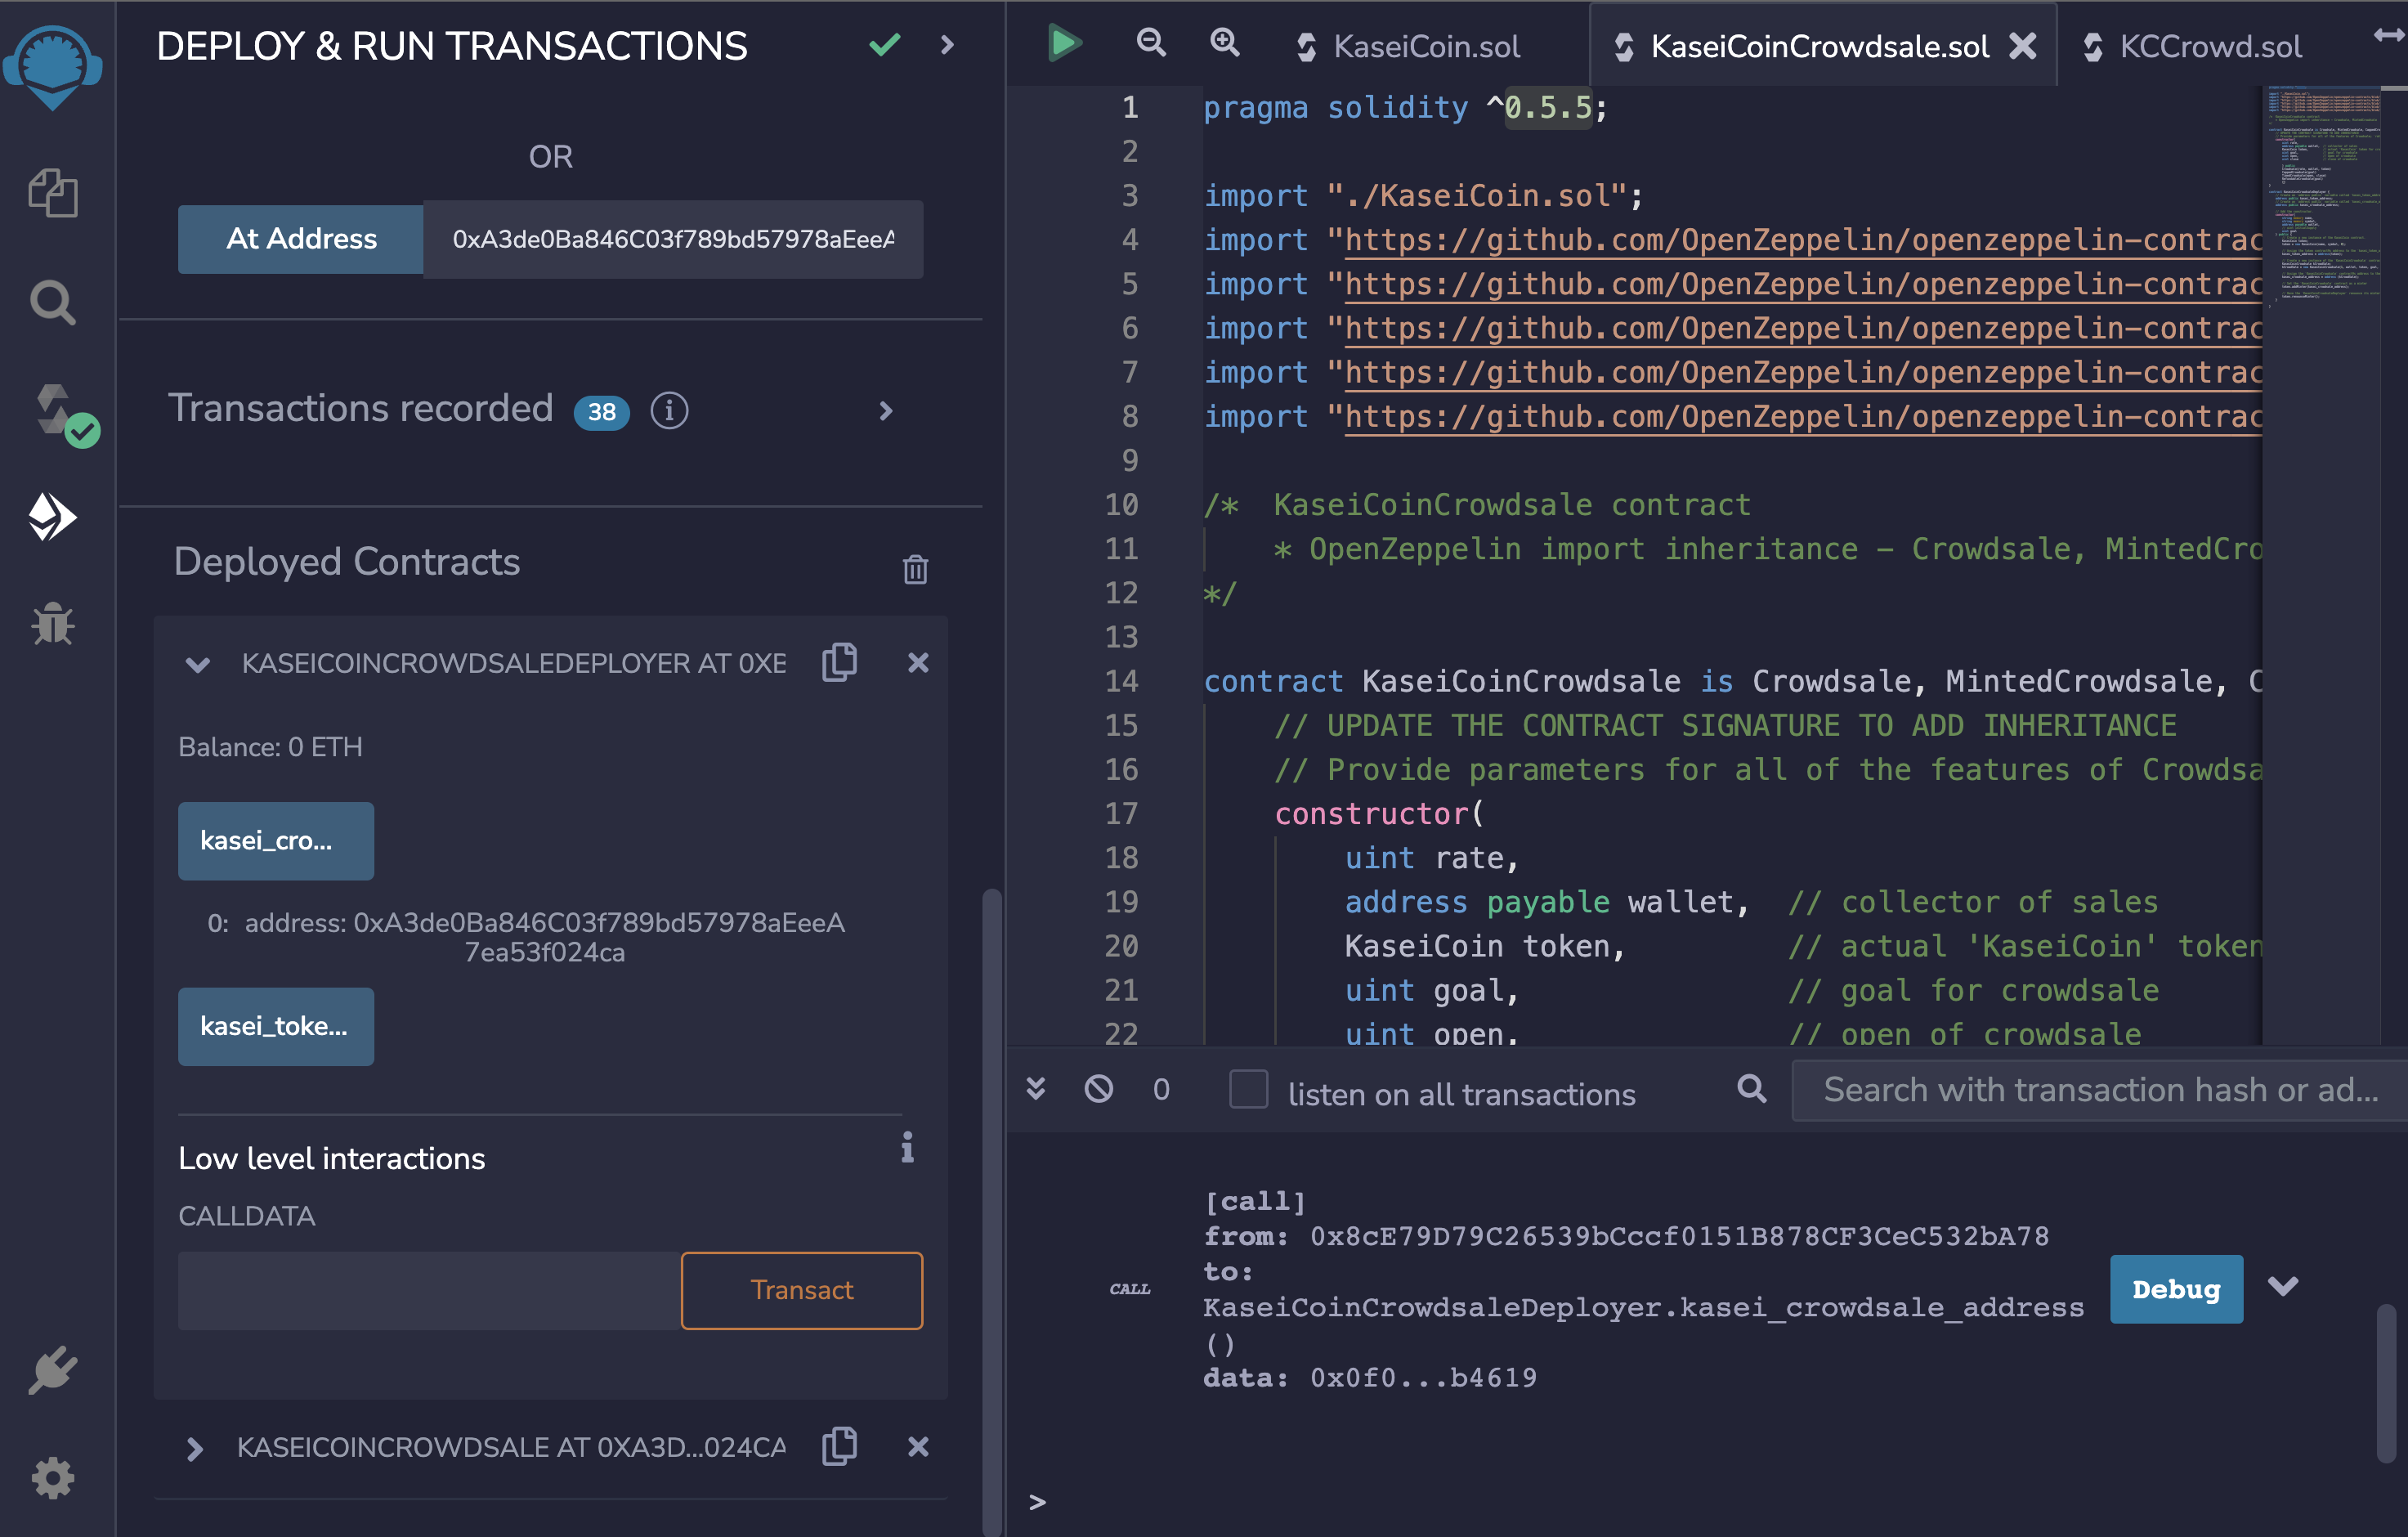 DEPLOY & RUN TRANSACTIONS
OR
At Address
0xA3de0Ba846C03f789bd57978aEeeA
Transactions recorded 38
Deployed Contracts
KASEICOINCROWDSALEDEPLOYER AT 0XE
Balance: 0 ETH
kasei_cro...
0: address: 0xA3de0Ba846C03f789bd57978aEeeA
7ea53f024ca
kasei_toke...
Low level interactions
CALLDATA
Transact
KASEICOINCROWDSALE AT 0XA3D...024CA
KaseiCoin.sol
KaseiCoinCrowdsale.sol
KCCrowd.sol
1 pragma solidity ^0.5.5;
2
3 import "./KaseiCoin.sol";
4 import "https://github.com/OpenZeppelin/openzeppelin-contrac
5 import "https://github.com/OpenZeppelin/openzeppelin-contrac
6 import "https://github.com/OpenZeppelin/openzeppelin-contrac
7 import "https://github.com/OpenZeppelin/openzeppelin-contrac
8 import "https://github.com/OpenZeppelin/openzeppelin-contrac
9
10 /*  KaseiCoinCrowdsale contract
11     * OpenZeppelin import inheritance – Crowdsale, MintedCro
12 */
13
14 contract KaseiCoinCrowdsale is Crowdsale, MintedCrowdsale, C
15     // UPDATE THE CONTRACT SIGNATURE TO ADD INHERITANCE
16     // Provide parameters for all of the features of Crowdsa
17     constructor(
18         uint rate,
19         address payable wallet,  // collector of sales
20         KaseiCoin token,         // actual 'KaseiCoin' token
21         uint goal,               // goal for crowdsale
22         uint open,               // open of crowdsale
0
listen on all transactions
Search with transaction hash or ad...
[call]
from: 0x8cE79D79C26539bCccf0151B878CF3CeC532bA78
to:
CALL
KaseiCoinCrowdsaleDeployer.kasei_crowdsale_address
()
data: 0x0f0...b4619
Debug
>